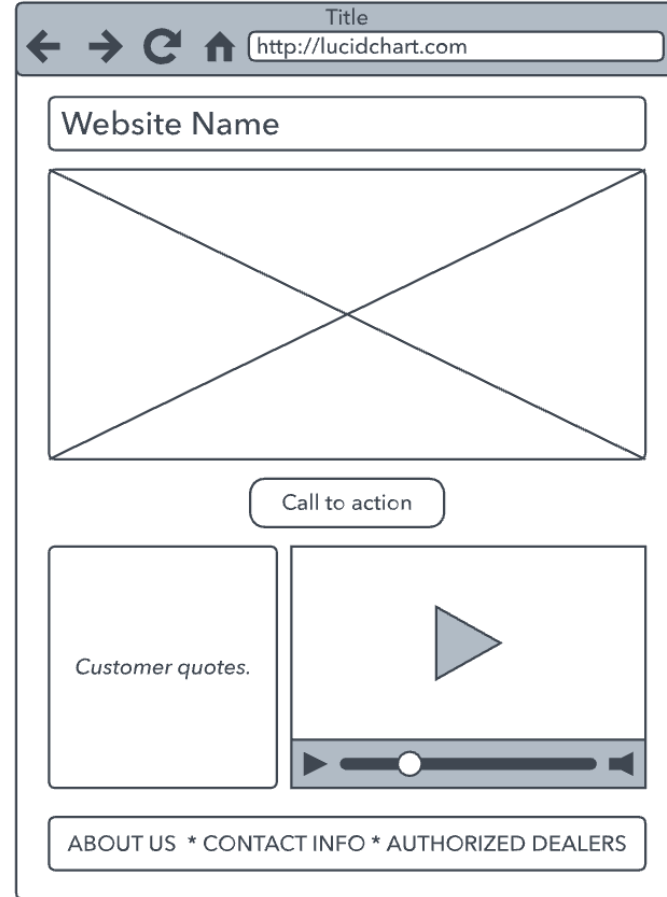 Title
http://lucidchart.com
Website Name
Call to action
Customer quotes.
ABOUT US * CONTACT INFO * AUTHORIZED DEALERS